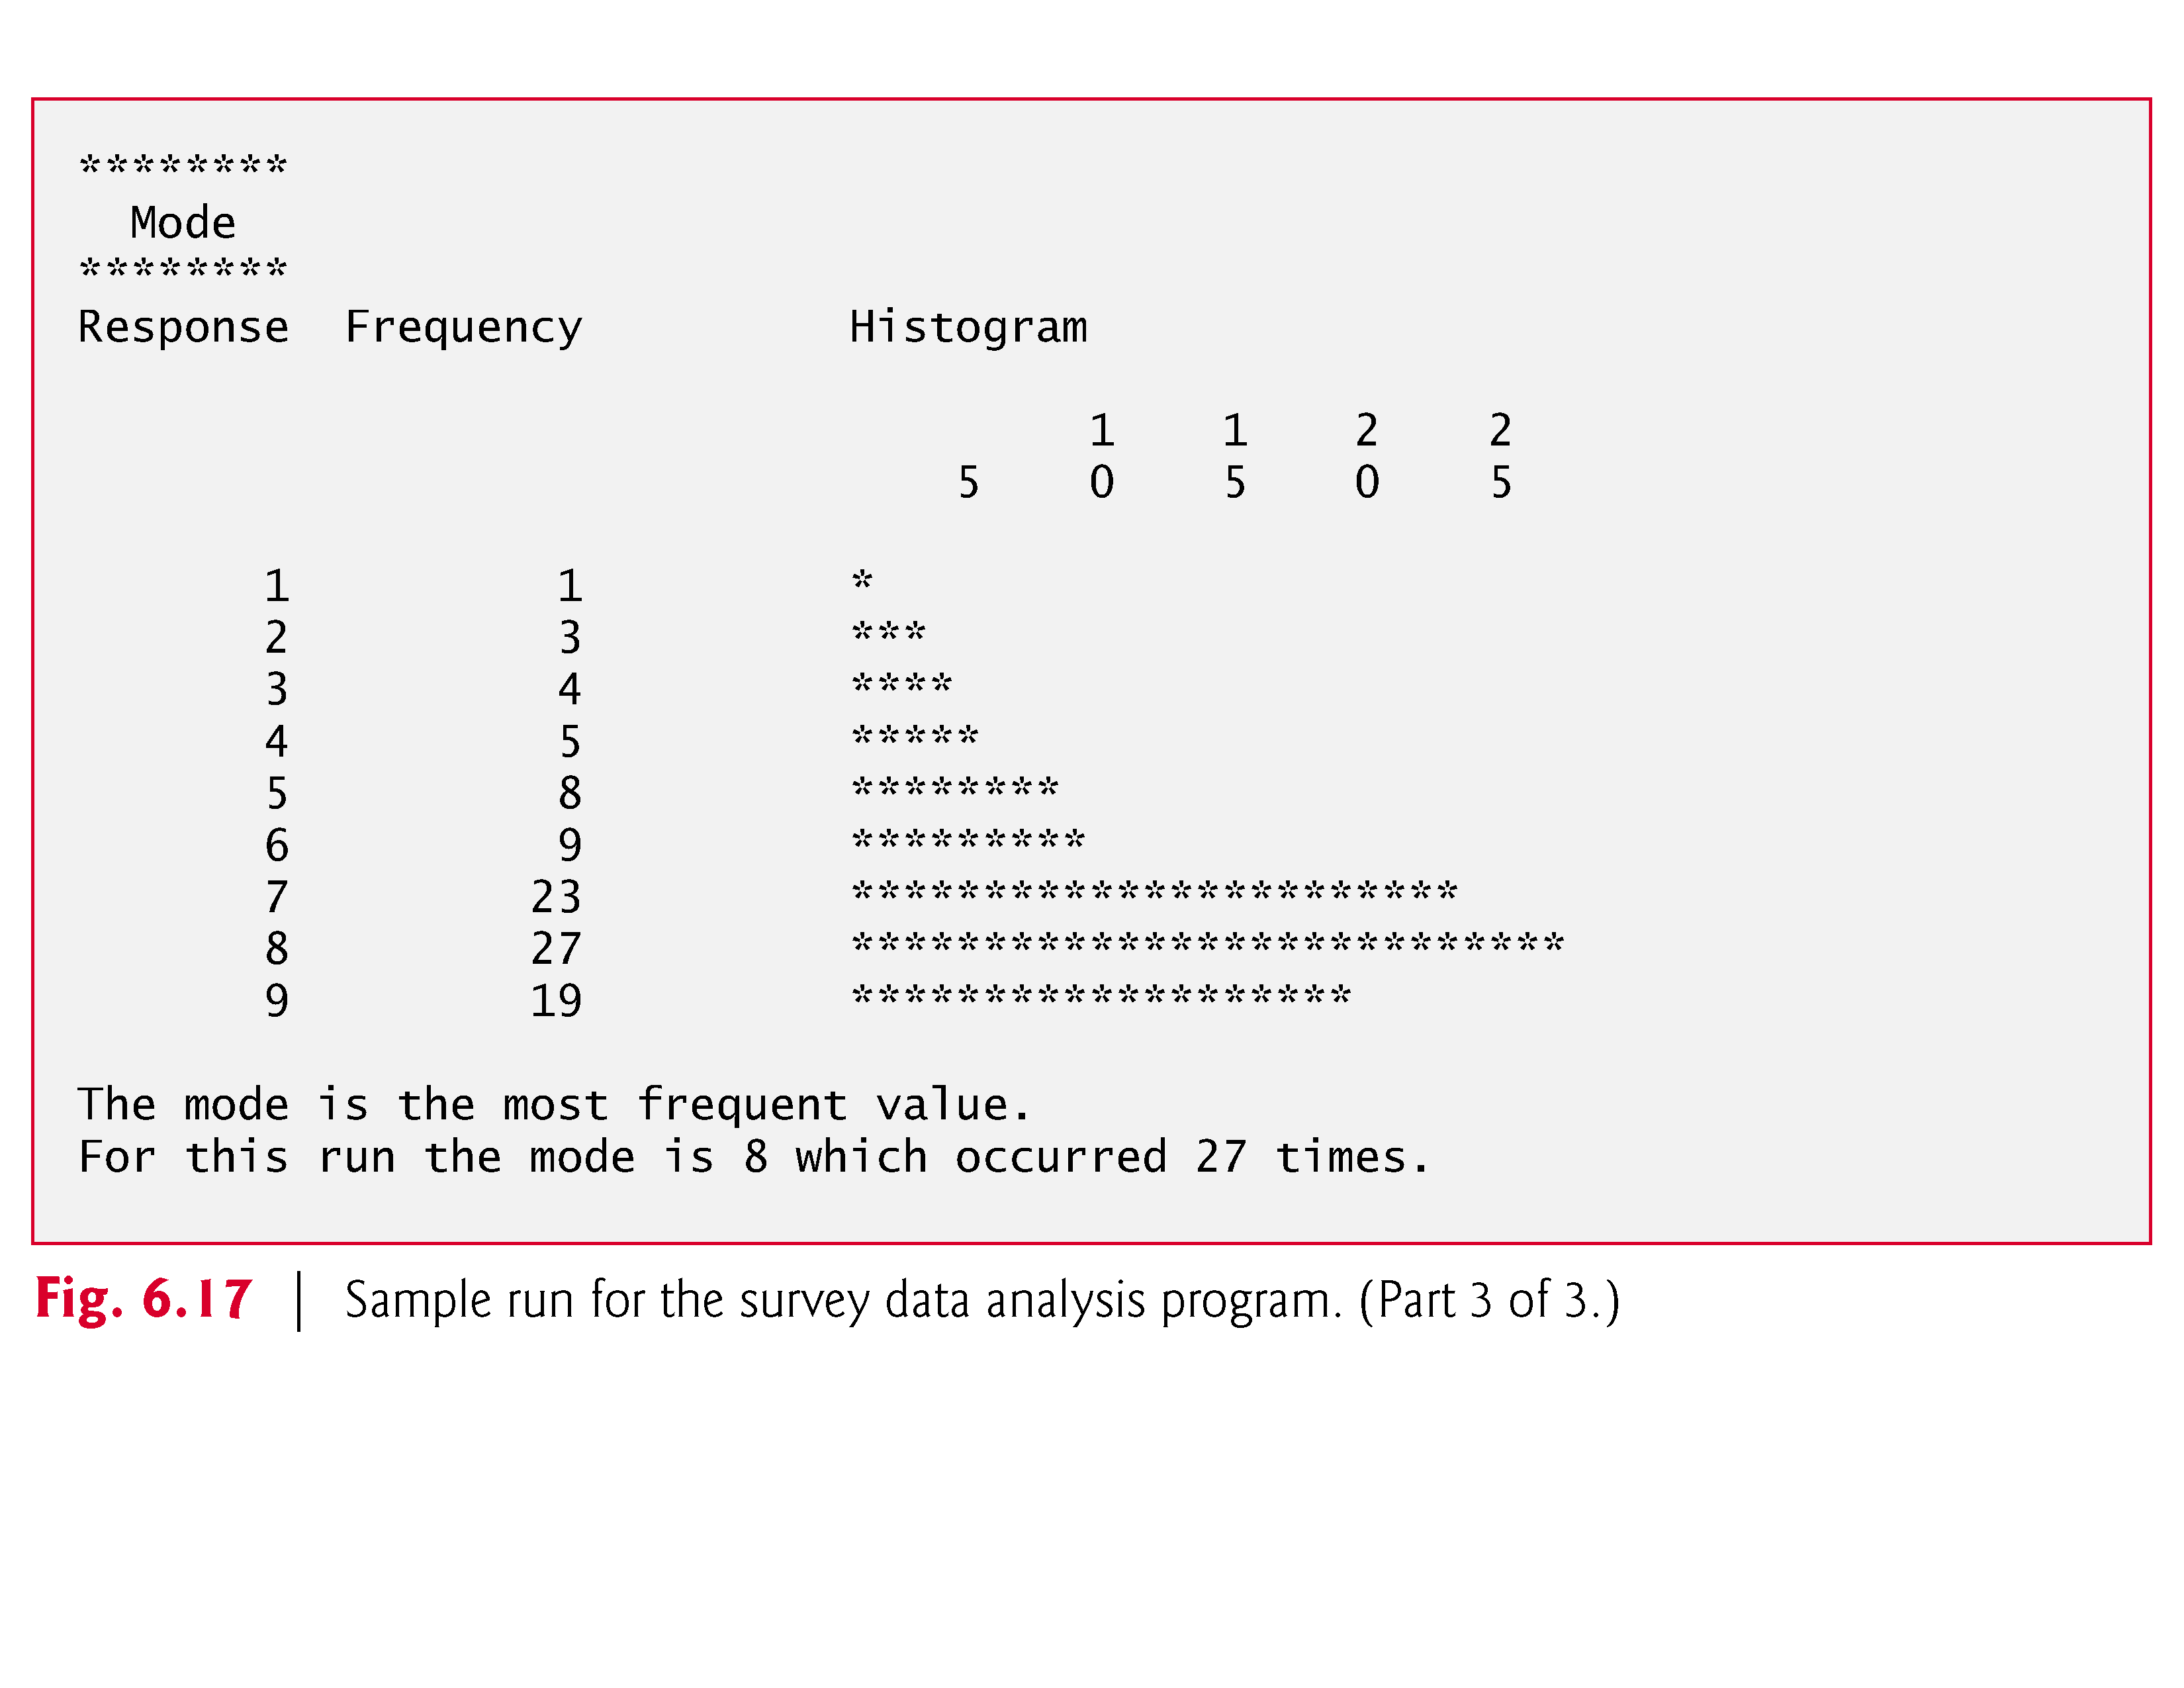 ********
Mode
********
Response Frequency Histogram
1 1 2 2
5 0 5 0 5
1 1 *
2 3 ***
3 4 ****
4 5 *****
5 8 ********
6 9 *********
7 23 ***********************
8 27 ***************************
9 19 *******************
The mode is the most frequent value.
For this run the mode is 8 which occurred 27 times.
Fig. 6.17 | Sample run for the survey data analysis program. (Part 3 of 3.)